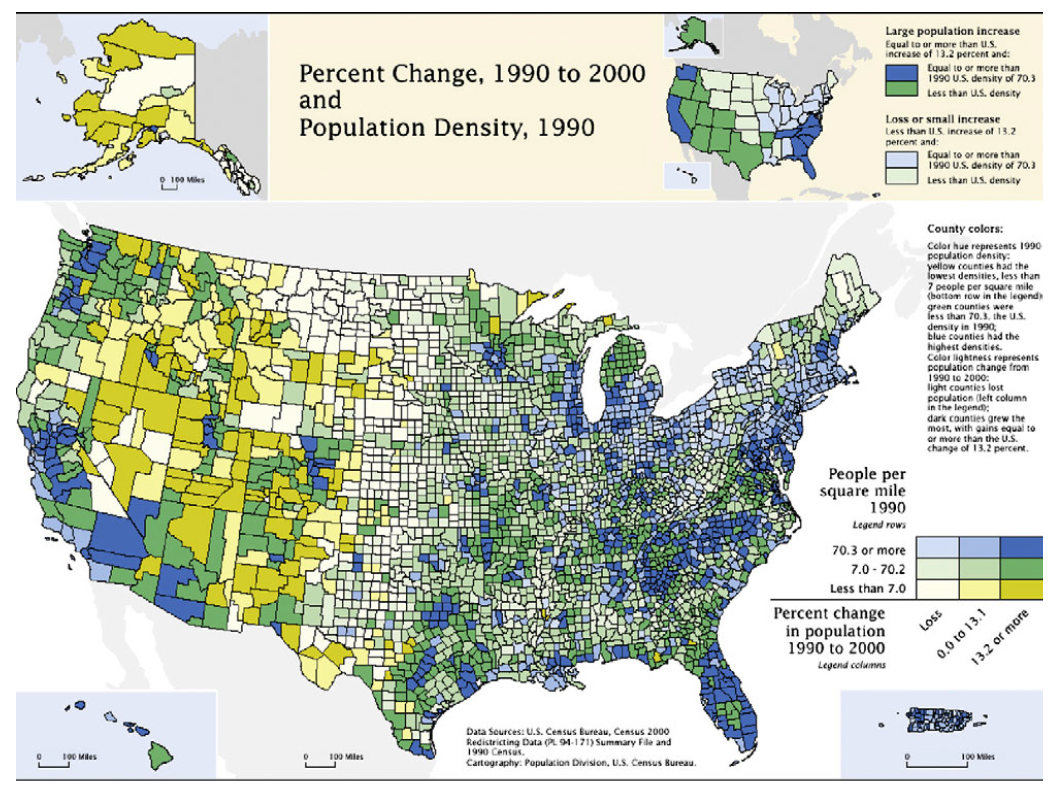 Percent Change, 1990 to 2000
and
Population Density, 1990
0 100 Miles
Large population increase
Equal to or more than U.S.
increase of 13.2 percent and:
Equal to or more than
1990 U.S. density of 70.3
Less than U.S. density
Loss or small increase
Less than U.S. increase of 13.2
percent and:
Equal to or more than
1990 U.S. density of 70.3
Less than U.S. density
County colors:
Color hue represents 1990
population density:
yellow counties had the
lowest densities, less than
7 people per square mile
(bottom row in the legend);
green counties were
less than 70.3, the U.S.
density in 1990;
blue counties had the
highest densities.
Color lightness represents
population change from
1990 to 2000:
light counties lost
population (left column
in the legend);
dark counties grew the
most, with gains equal to
or more than the U.S.
change of 13.2 percent.
People per
square mile
1990
Legend rows
70.3 or more
7.0 - 70.2
Less than 7.0
Percent change
in population
1990 to 2000
Legend columns
Loss
0.0 to 13.1
13.2 or more
0 100 Miles
0 100 Miles
Data Sources: U.S. Census Bureau, Census 2000
Redistricting Data (PL 94-171) Summary File and
1990 Census.
Cartography: Population Division, U.S. Census Bureau.
0 100 Miles